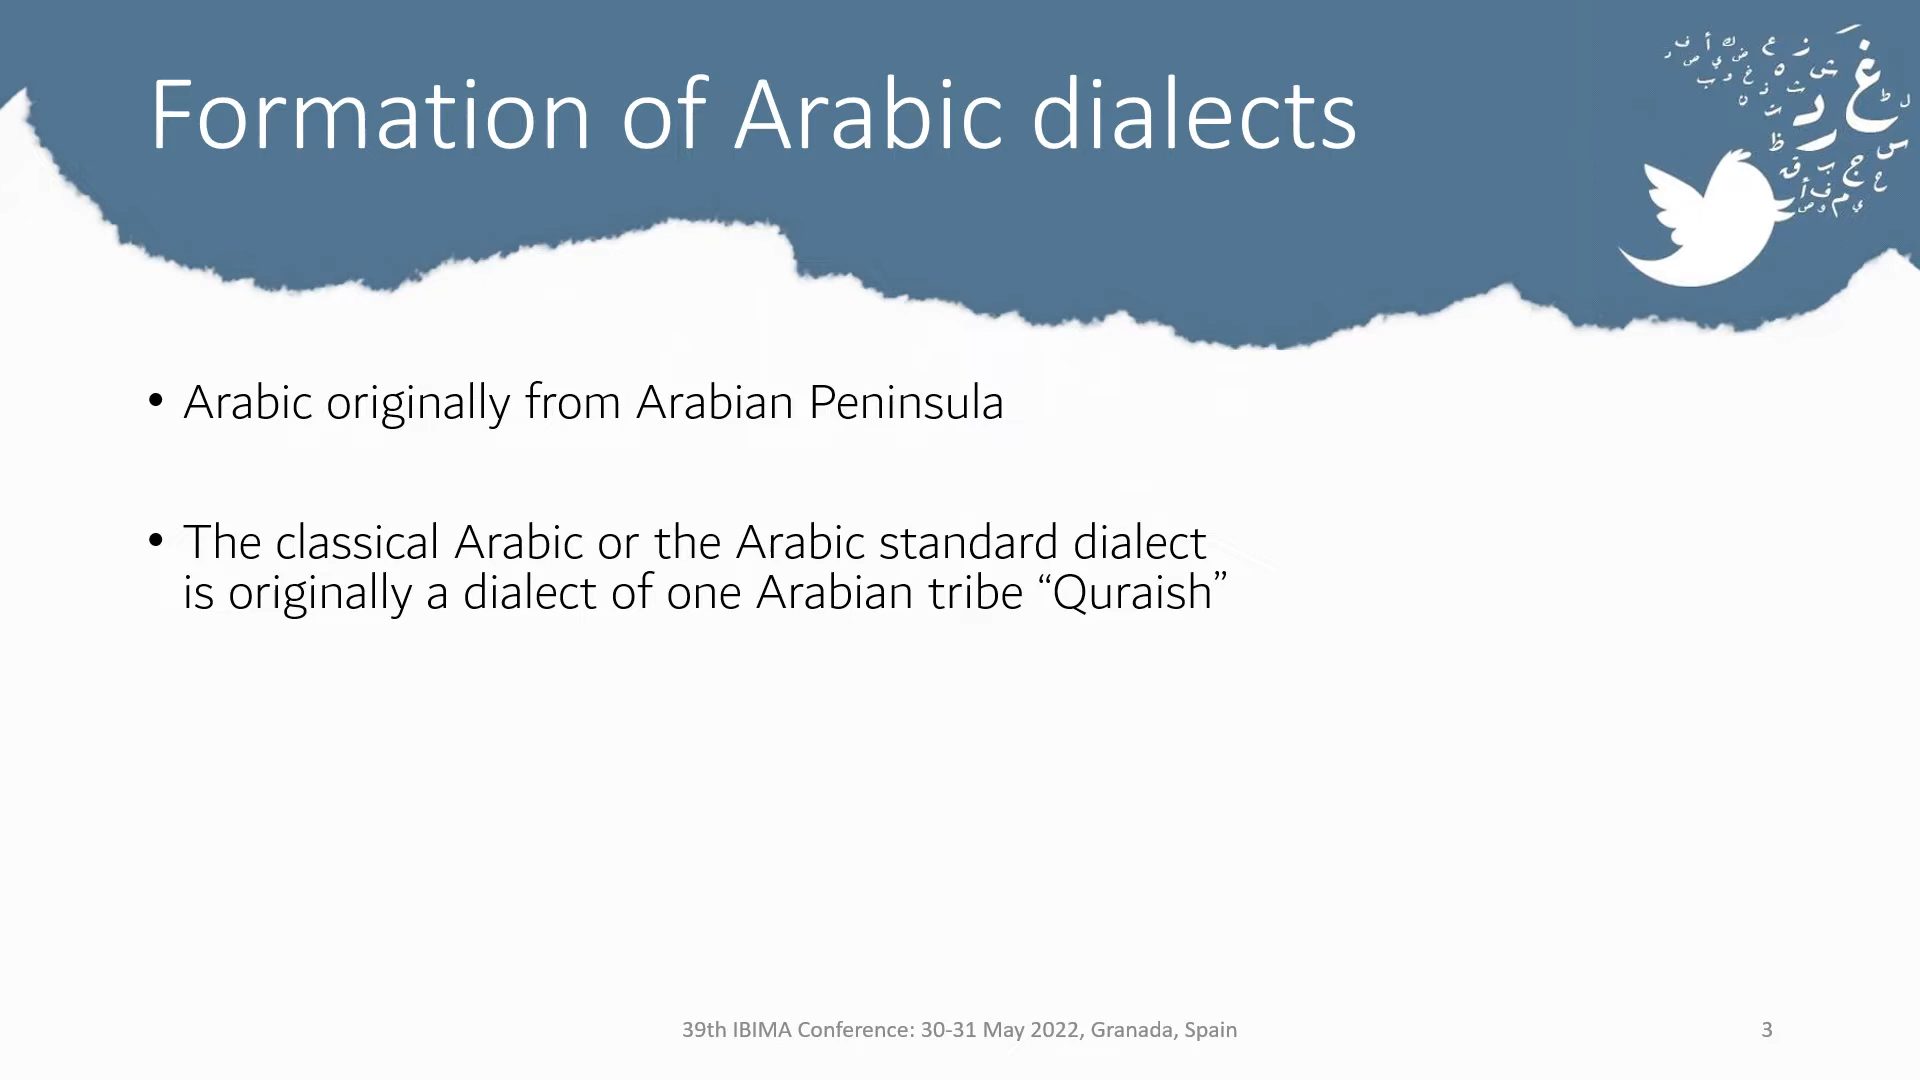 Formation of Arabic dialects
• Arabic originally from Arabian Peninsula
• The classical Arabic or the Arabic standard dialect
is originally a dialect of one Arabian tribe “Quraish”
39th IBIMA Conference: 30-31 May 2022, Granada, Spain
3